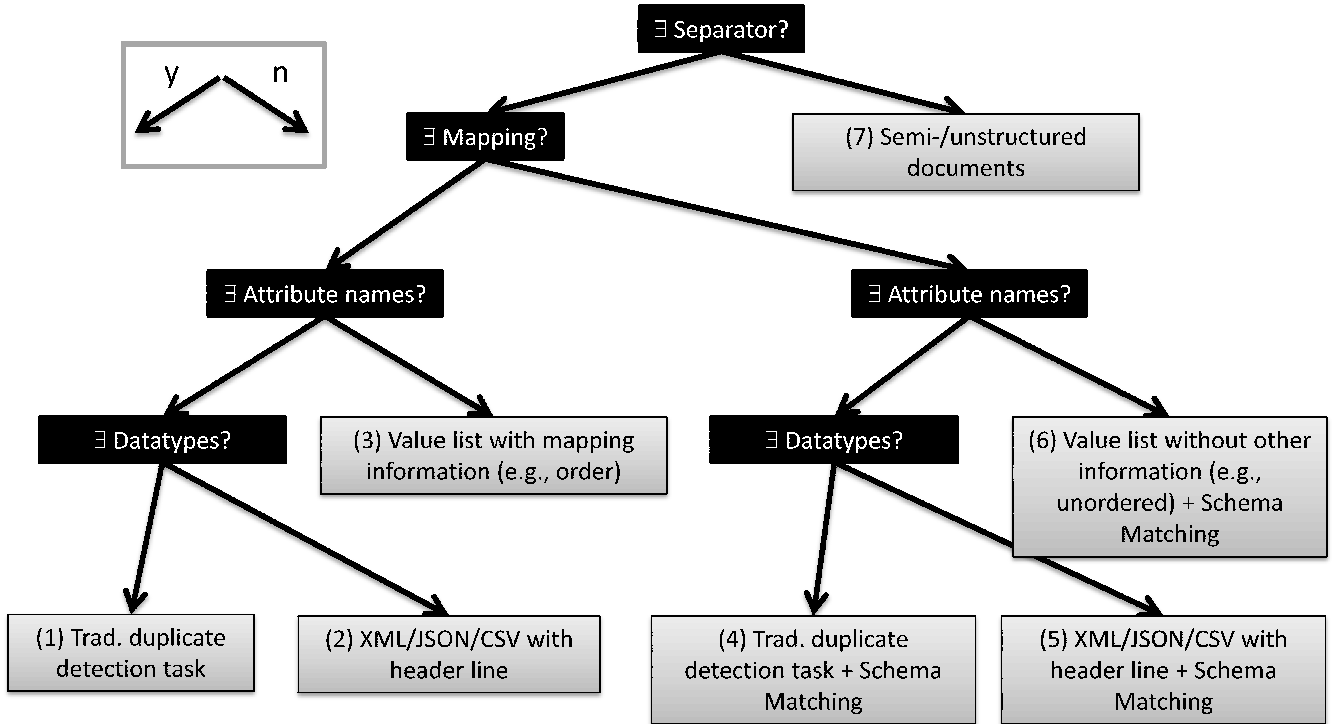 ∃ Separator?
y
n
∃ Mapping?
(7) Semi-/unstructured
documents
∃ Attribute names?
∃ Attribute names?
∃ Datatypes?
(3) Value list with mapping
information (e.g., order)
∃ Datatypes?
(6) Value list without other
information (e.g.,
unordered) + Schema
Matching
(1) Trad. duplicate
detection task
(2) XML/JSON/CSV with
header line
(4) Trad. duplicate
detection task + Schema
Matching
(5) XML/JSON/CSV with
header line + Schema
Matching